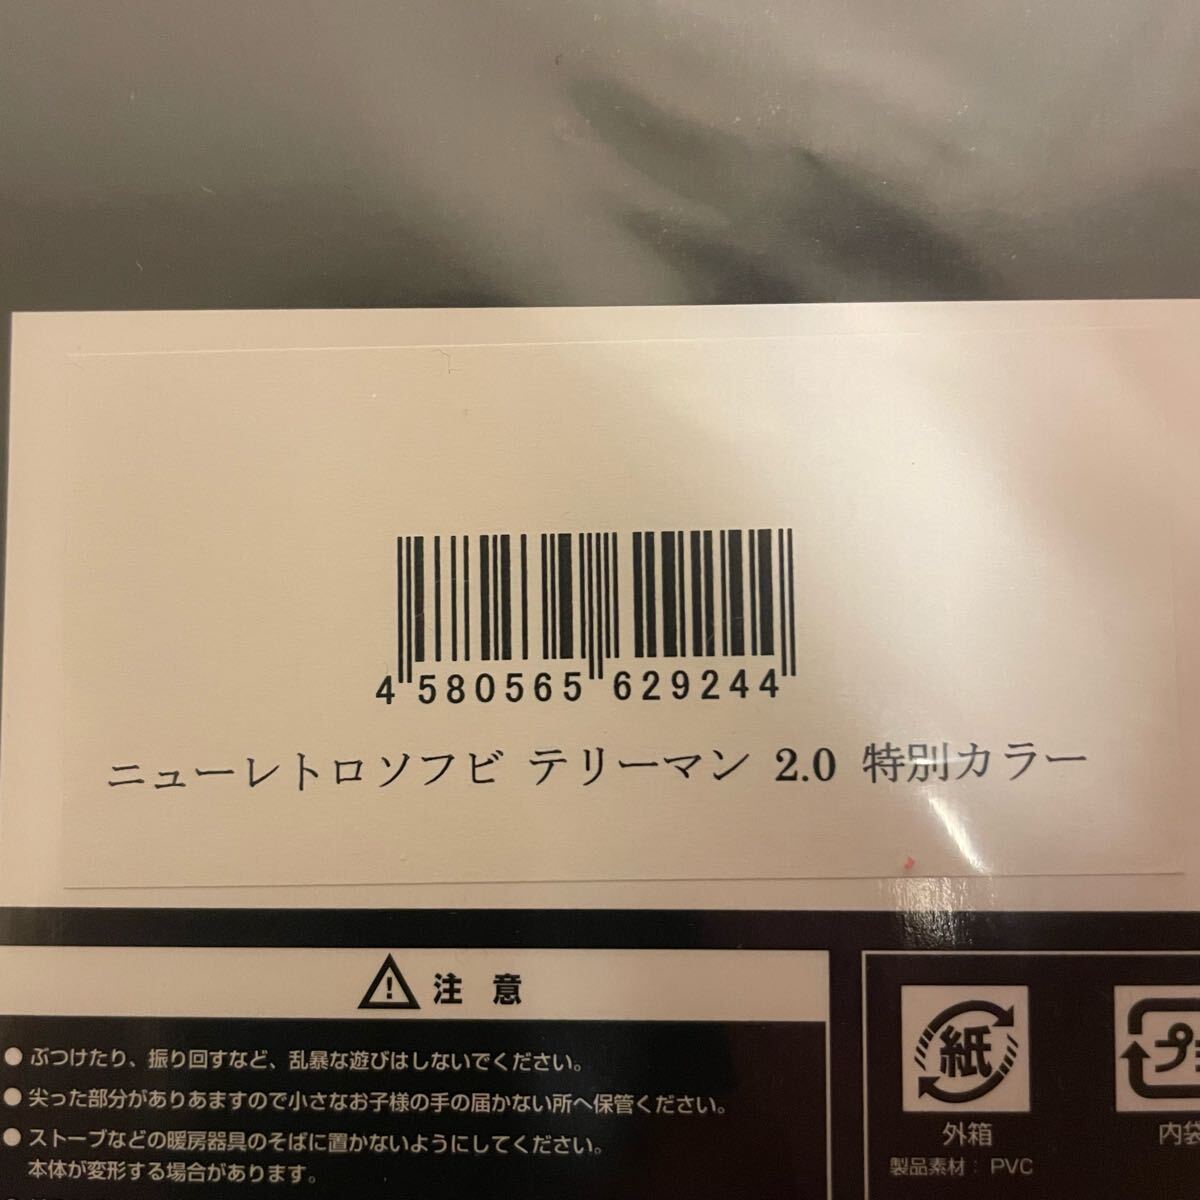 4 580565 629244
ニューレトロソフビ テリーマン 2.0 特別カラー
注 意
● ぶつけたり、振り回すなど、乱暴な遊びはしないでください。
● 尖った部分がありあますので小さなお子様の手の届かない所へ保管ください。
● ストーブなどの暖房器具のそばに置かないようにしてください。
本体が変形する場合があります。
紙
外箱
製品素材： PVC
プ
内袋